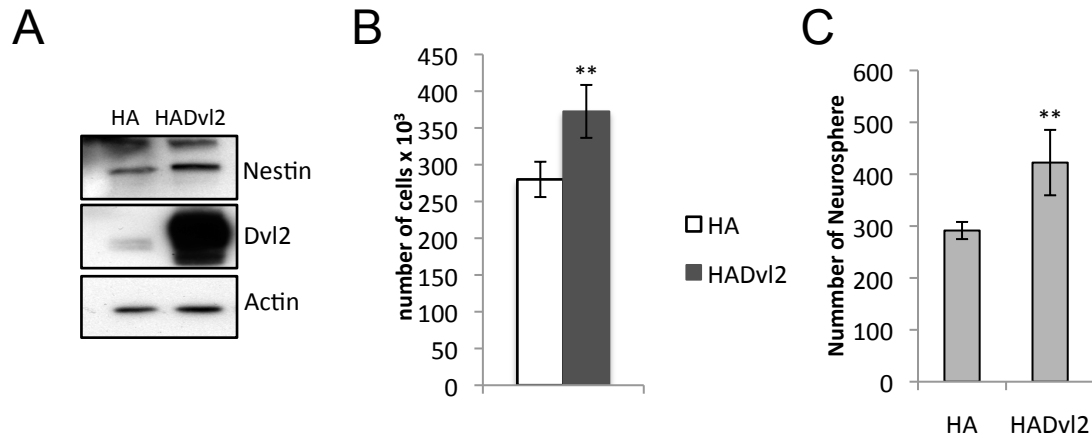 A
HA HADvl2
Nestin
Dvl2
Actin
B
number of cells x 10³
450
400
350
300
250
200
150
100
50
0
**
HA
HADvl2
C
Nummber of Neurosphere
600
500
400
300
200
100
0
**
HA HADvl2